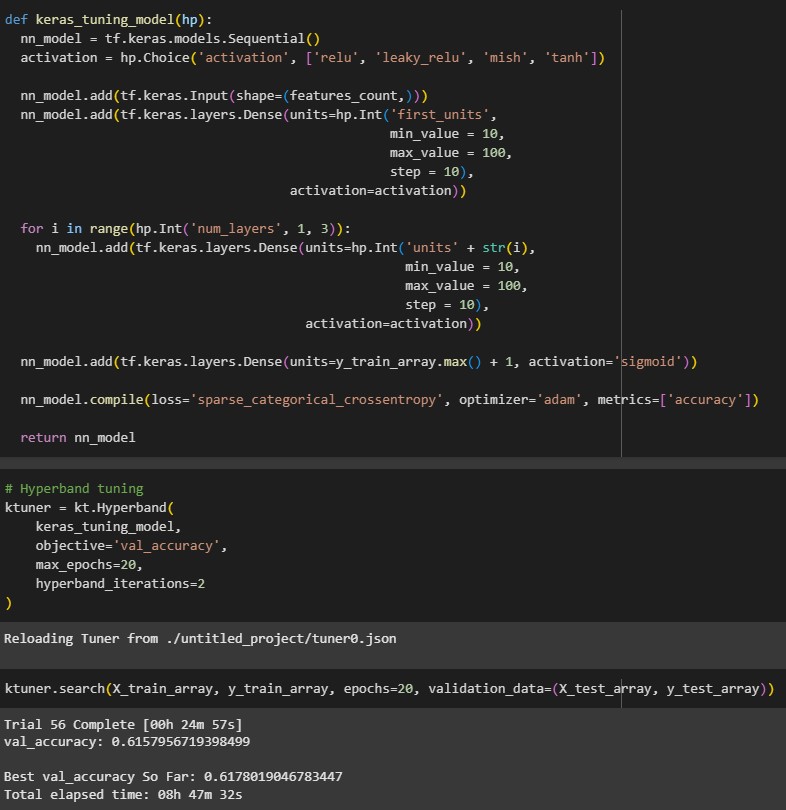 def keras_tuning_model(hp):
  nn_model = tf.keras.models.Sequential()
  activation = hp.Choice('activation', ['relu', 'leaky_relu', 'mish', 'tanh'])

  nn_model.add(tf.keras.Input(shape=(features_count,)))
  nn_model.add(tf.keras.layers.Dense(units=hp.Int('first_units',
                                                  min_value = 10,
                                                  max_value = 100,
                                                  step = 10),
                                     activation=activation))

  for i in range(hp.Int('num_layers', 1, 3)):
    nn_model.add(tf.keras.layers.Dense(units=hp.Int('units' + str(i),
                                                    min_value = 10,
                                                    max_value = 100,
                                                    step = 10),
                                       activation=activation))

  nn_model.add(tf.keras.layers.Dense(units=y_train_array.max() + 1, activation='sigmoid'))

  nn_model.compile(loss='sparse_categorical_crossentropy', optimizer='adam', metrics=['accuracy'])

  return nn_model

# Hyperband tuning
ktuner = kt.Hyperband(
    keras_tuning_model,
    objective='val_accuracy',
    max_epochs=20,
    hyperband_iterations=2
)

Reloading Tuner from ./untitled_project/tuner0.json

ktuner.search(X_train_array, y_train_array, epochs=20, validation_data=(X_test_array, y_test_array))

Trial 56 Complete [00h 24m 57s]
val_accuracy: 0.6157956719398499

Best val_accuracy So Far: 0.6178019046783447
Total elapsed time: 08h 47m 32s